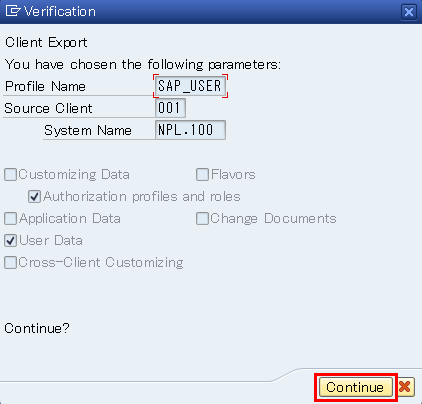 Verification
Client Export
You have chosen the following parameters:
Profile Name SAP_USER
Source Client 001
System Name NPL.100
Customizing Data Flavors
Authorization profiles and roles
Application Data Change Documents
User Data
Cross-Client Customizing
Continue?
Continue